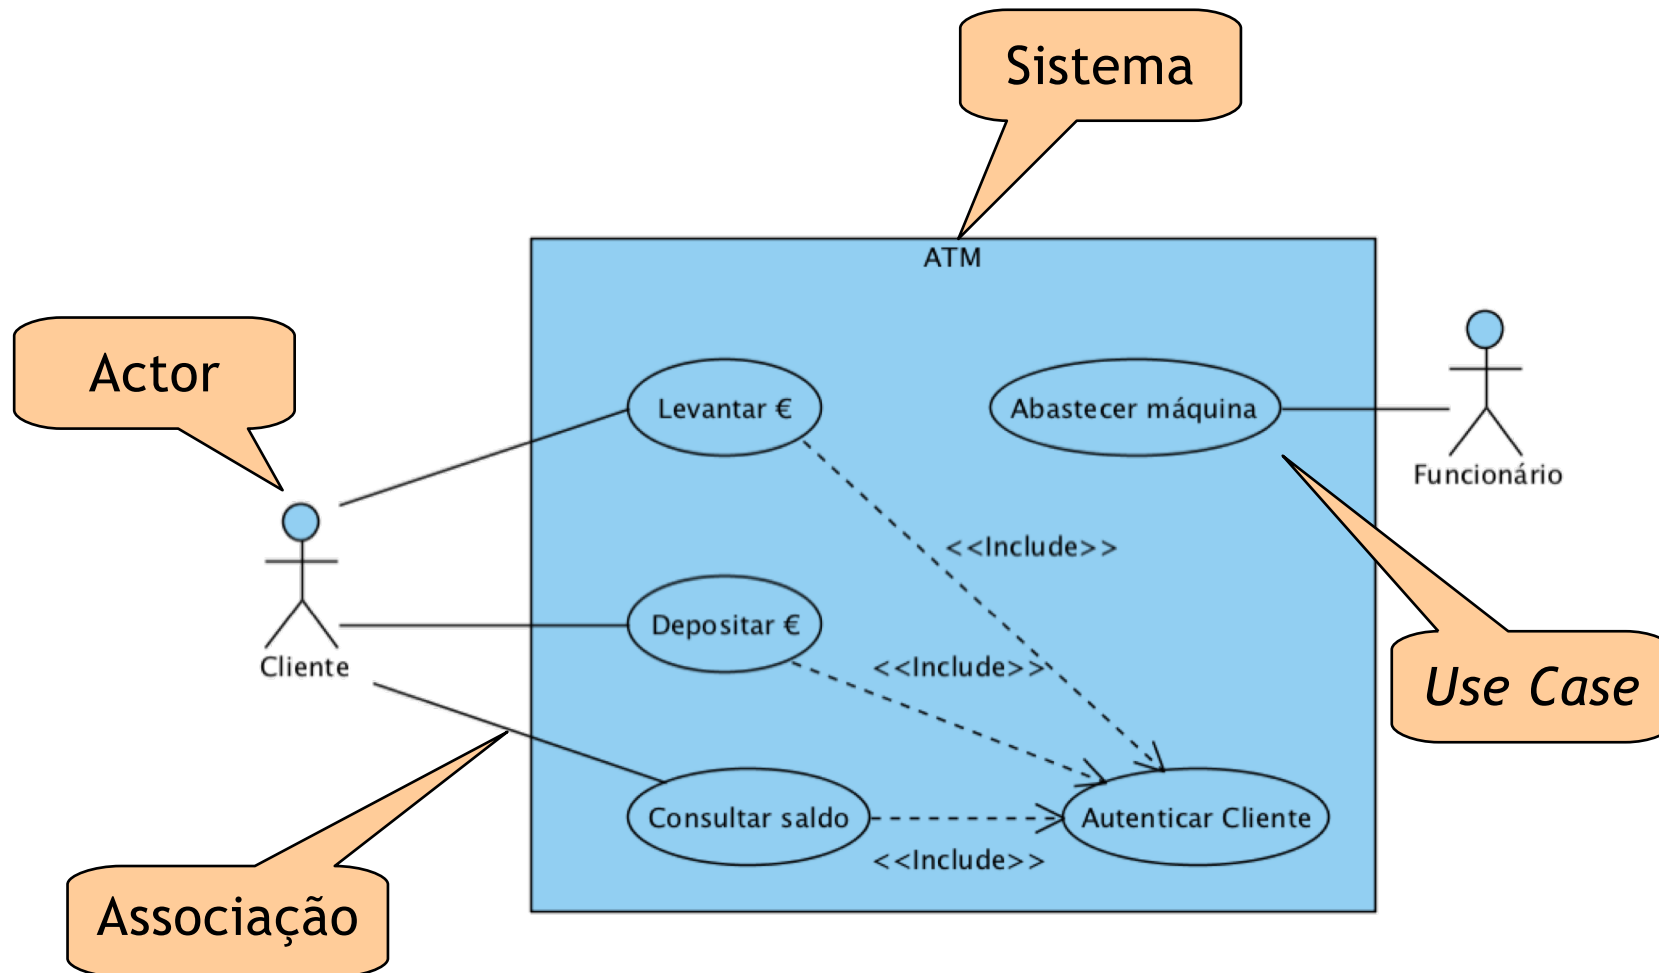 Sistema
ATM
Actor
Levantar €
Abastecer máquina
Funcionário
<<Include>>
Depositar €
Cliente
<<Include>>
Use Case
Consultar saldo
Autenticar Cliente
<<Include>>
Associação